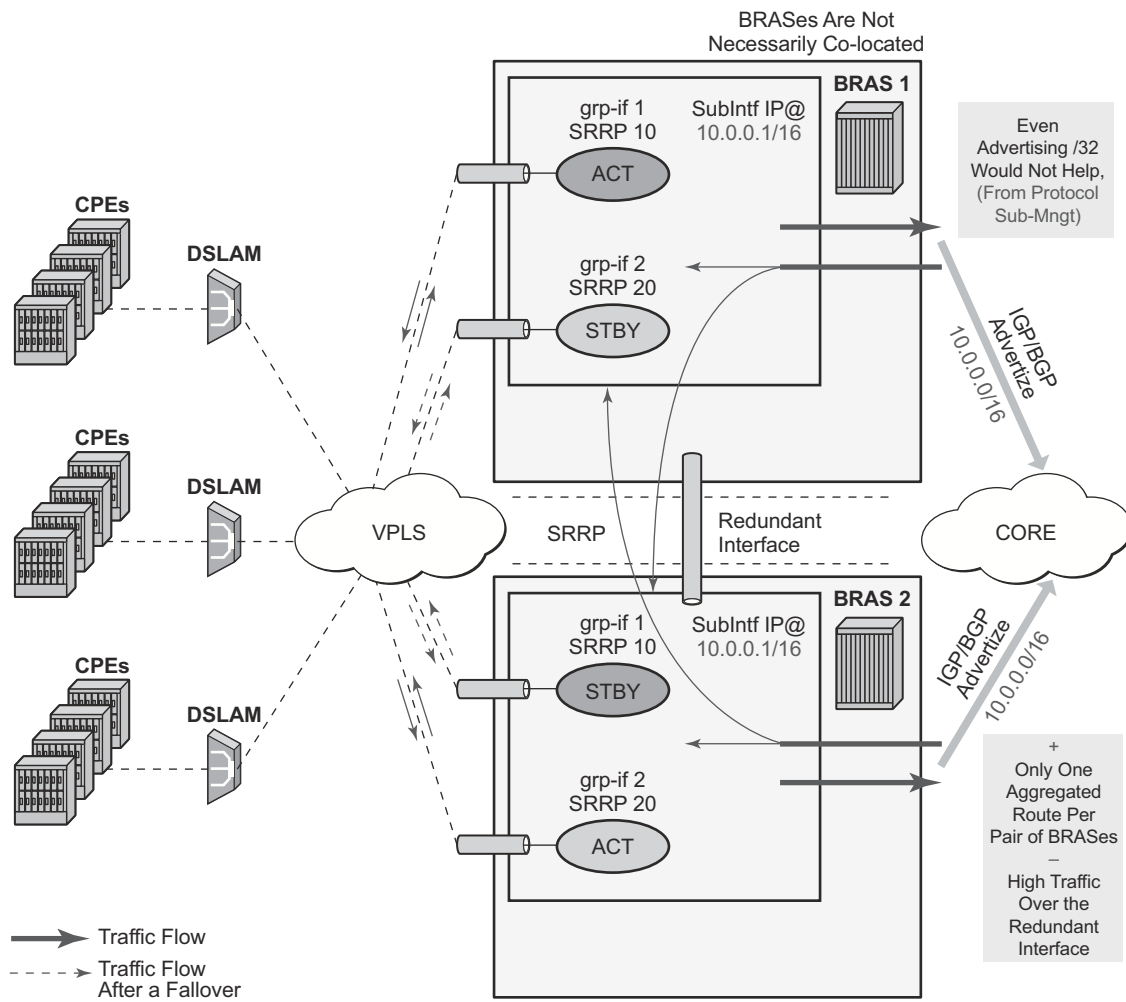 BRASes Are Not
Necessarily Co-located
BRAS 1
grp-if 1
SRRP 10
SubIntf IP@
10.0.0.1/16
ACT
grp-if 2
SRRP 20
STBY
Even
Advertising /32
Would Not Help,
(From Protocol
Sub-Mngt)
CPEs
DSLAM
CPEs
DSLAM
CPEs
DSLAM
VPLS
SRRP
Redundant
Interface
IGP/BGP
Advertize
10.0.0.0/16
CORE
BRAS 2
grp-if 1
SRRP 10
SubIntf IP@
10.0.0.1/16
STBY
grp-if 2
SRRP 20
ACT
IGP/BGP
Advertize
10.0.0.0/16
+
Only One
Aggregated
Route Per
Pair of BRASes
–
High Traffic
Over the
Redundant
Interface
Traffic Flow
Traffic Flow
After a Fallover